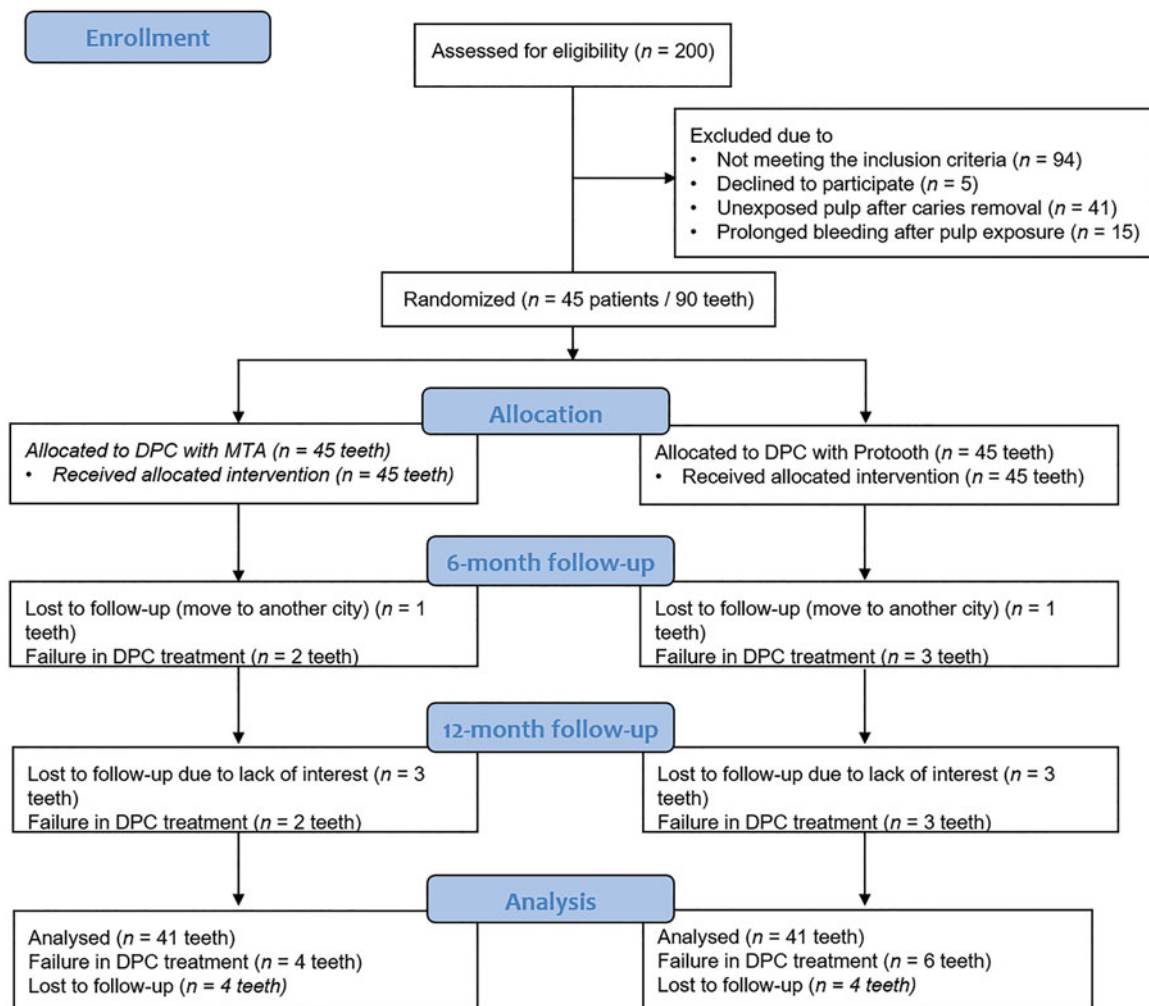 Enrollment
Assessed for eligibility (n = 200)
Excluded due to
• Not meeting the inclusion criteria (n = 94)
• Declined to participate (n = 5)
• Unexposed pulp after caries removal (n = 41)
• Prolonged bleeding after pulp exposure (n = 15)
Randomized (n = 45 patients / 90 teeth)
Allocation
Allocated to DPC with MTA (n = 45 teeth)
• Received allocated intervention (n = 45 teeth)
Allocated to DPC with Protooth (n = 45 teeth)
• Received allocated intervention (n = 45 teeth)
6-month follow-up
Lost to follow-up (move to another city) (n = 1
teeth)
Failure in DPC treatment (n = 2 teeth)
Lost to follow-up (move to another city) (n = 1
teeth)
Failure in DPC treatment (n = 3 teeth)
12-month follow-up
Lost to follow-up due to lack of interest (n = 3
teeth)
Failure in DPC treatment (n = 2 teeth)
Lost to follow-up due to lack of interest (n = 3
teeth)
Failure in DPC treatment (n = 3 teeth)
Analysis
Analysed (n = 41 teeth)
Failure in DPC treatment (n = 4 teeth)
Lost to follow-up (n = 4 teeth)
Analysed (n = 41 teeth)
Failure in DPC treatment (n = 6 teeth)
Lost to follow-up (n = 4 teeth)